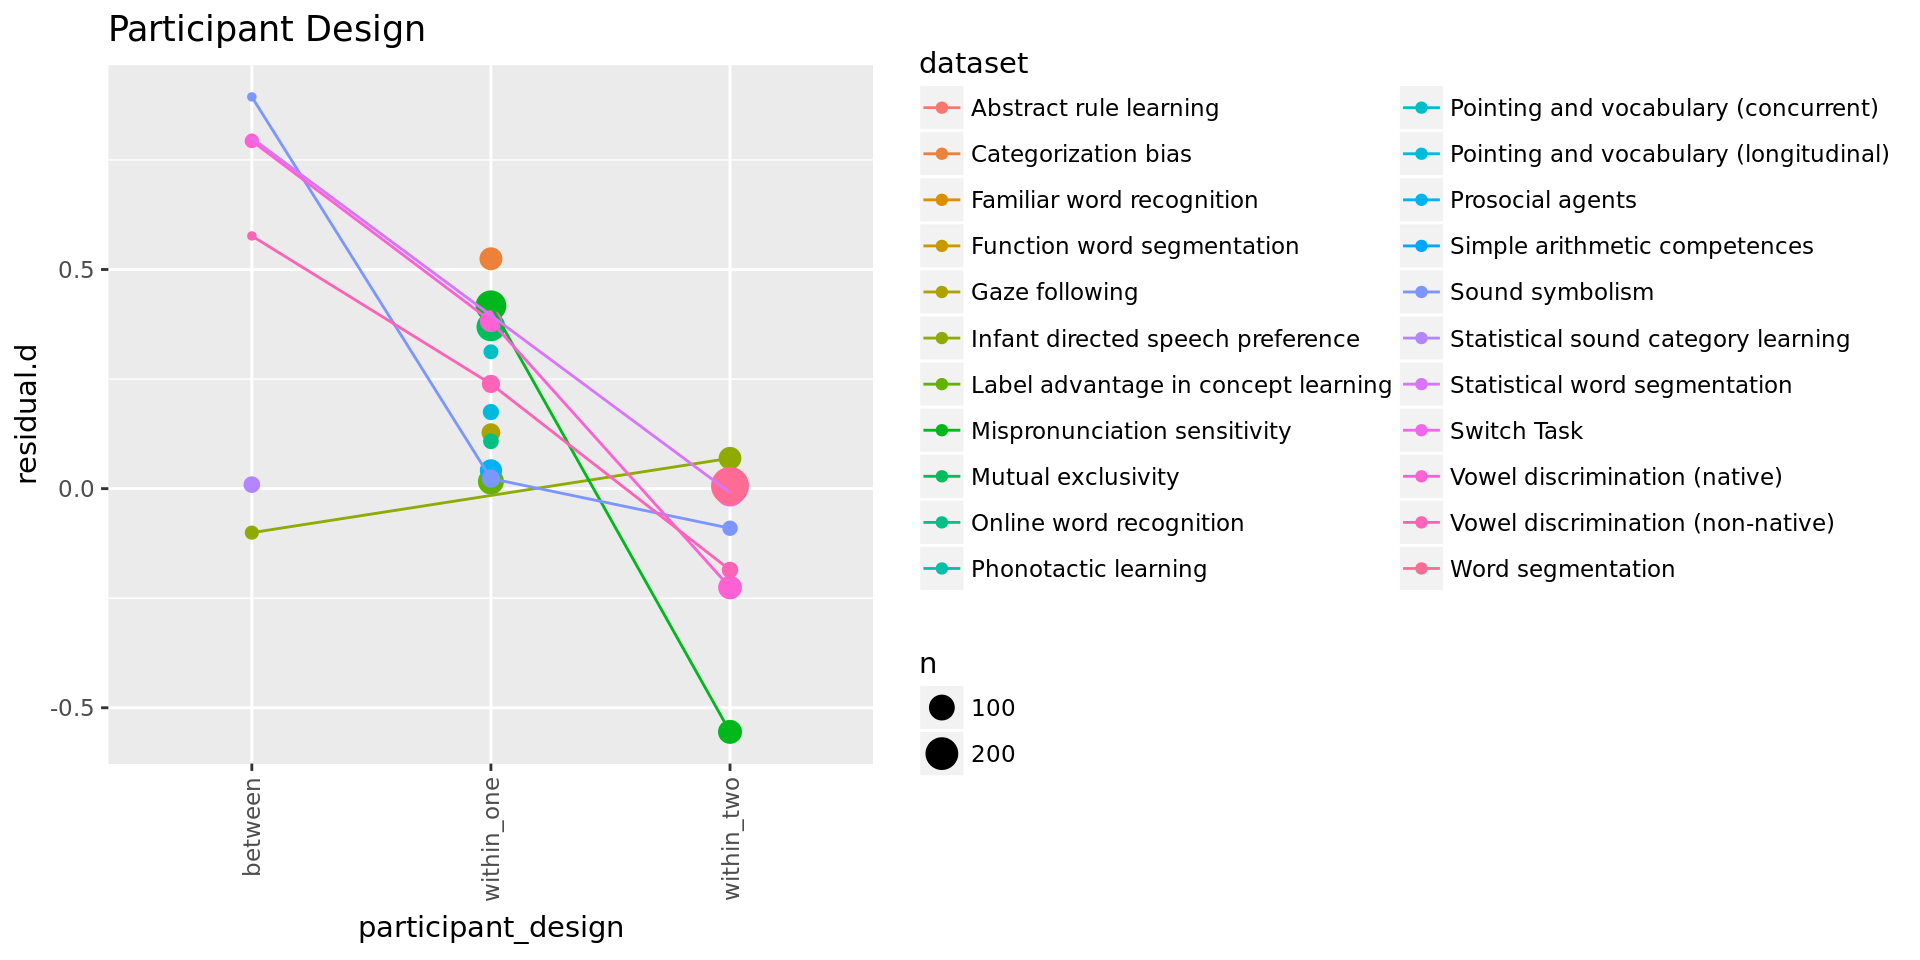 Participant Design
residual.d
0.5
0.0
-0.5
between
within_one
within_two
participant_design
dataset
Abstract rule learning
Categorization bias
Familiar word recognition
Function word segmentation
Gaze following
Infant directed speech preference
Label advantage in concept learning
Mispronunciation sensitivity
Mutual exclusivity
Online word recognition
Phonotactic learning
Pointing and vocabulary (concurrent)
Pointing and vocabulary (longitudinal)
Prosocial agents
Simple arithmetic competences
Sound symbolism
Statistical sound category learning
Statistical word segmentation
Switch Task
Vowel discrimination (native)
Vowel discrimination (non-native)
Word segmentation
n
100
200